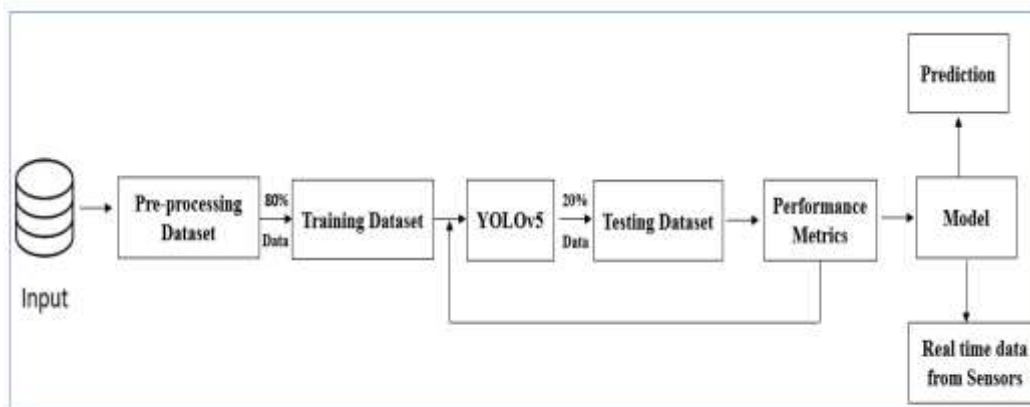 Input
Pre-processing
Dataset
80%
Data
Training Dataset
YOLOv5
20%
Data
Testing Dataset
Performance
Metrics
Model
Prediction
Real time data
from Sensors